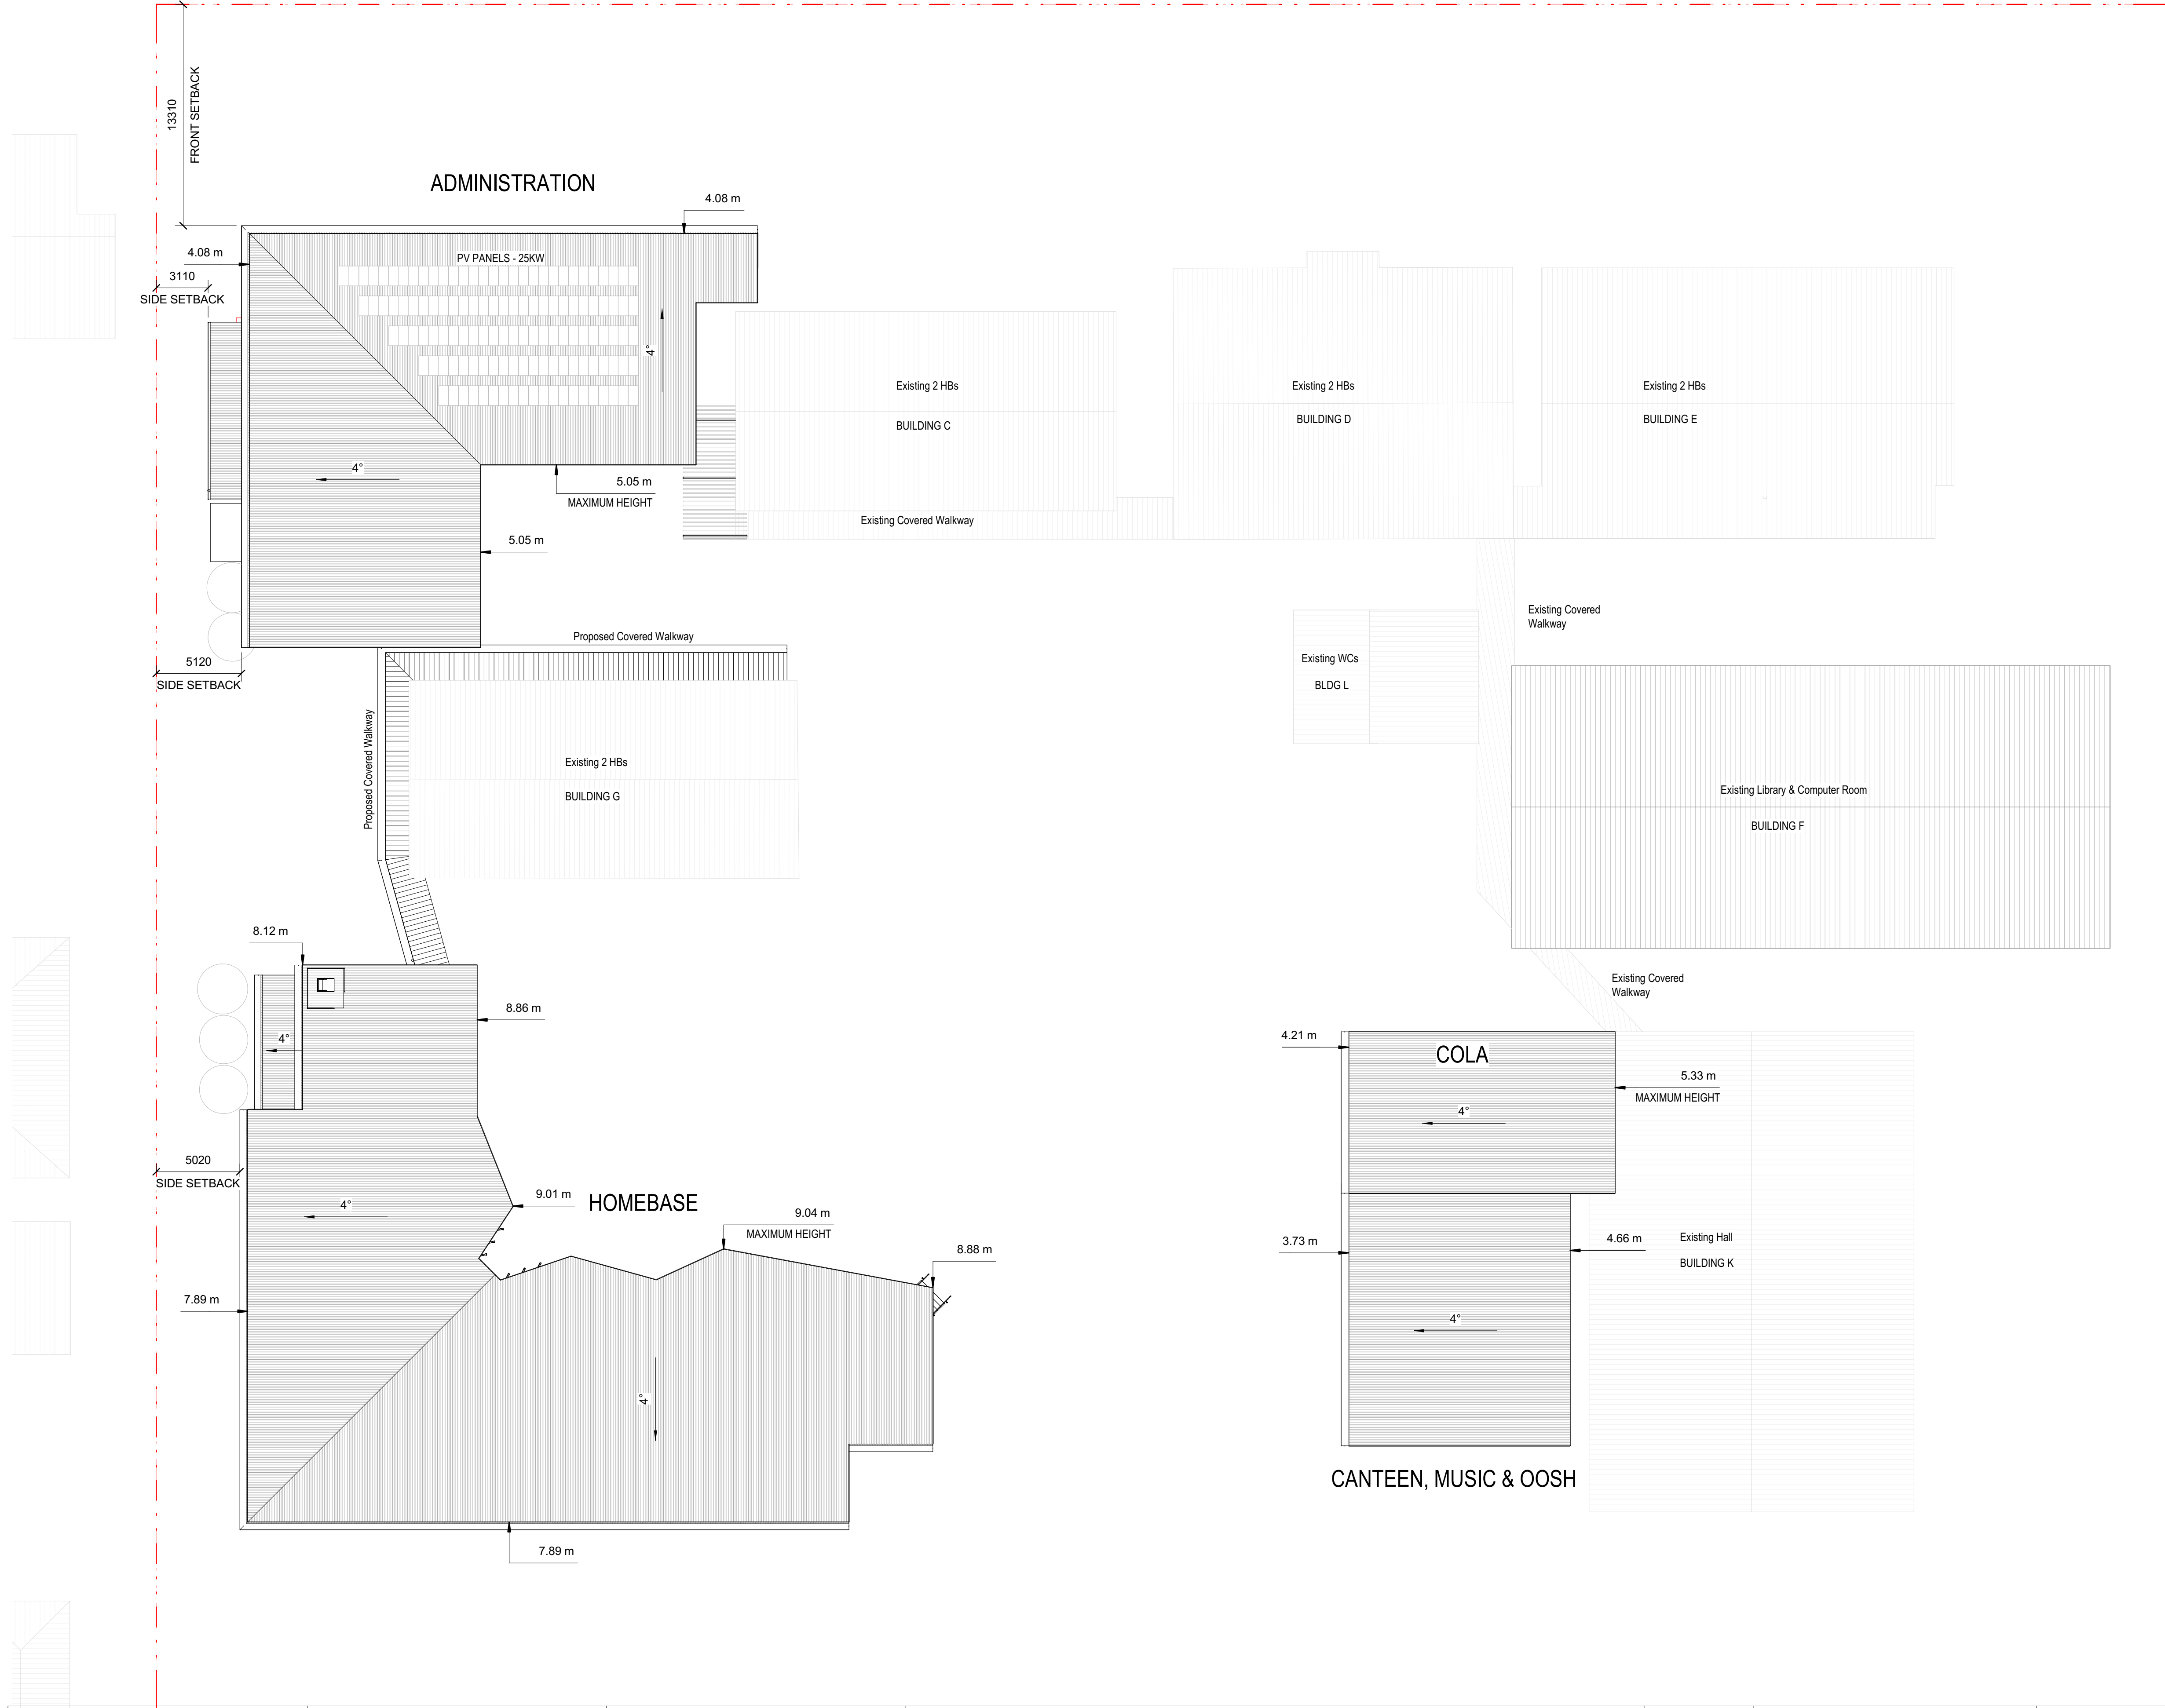 13310
FRONT SETBACK
ADMINISTRATION
4.08 m
4.08 m
PV PANELS - 25KW
3110
SIDE SETBACK
4°
4°
5.05 m
MAXIMUM HEIGHT
5.05 m
Existing 2 HBs
BUILDING C
Existing 2 HBs
BUILDING D
Existing 2 HBs
BUILDING E
Existing Covered Walkway
Existing Covered
Walkway
Proposed Covered Walkway
5120
SIDE SETBACK
Existing WCs
BLDG L
Proposed Covered Walkway
Existing 2 HBs
BUILDING G
Existing Library & Computer Room
BUILDING F
8.12 m
Existing Covered
Walkway
8.86 m
4°
4.21 m
COLA
5.33 m
MAXIMUM HEIGHT
4°
5020
SIDE SETBACK
4°
9.01 m
HOMEBASE
9.04 m
MAXIMUM HEIGHT
8.88 m
3.73 m
4.66 m
Existing Hall
BUILDING K
7.89 m
4°
4°
CANTEEN, MUSIC & OOSH
7.89 m